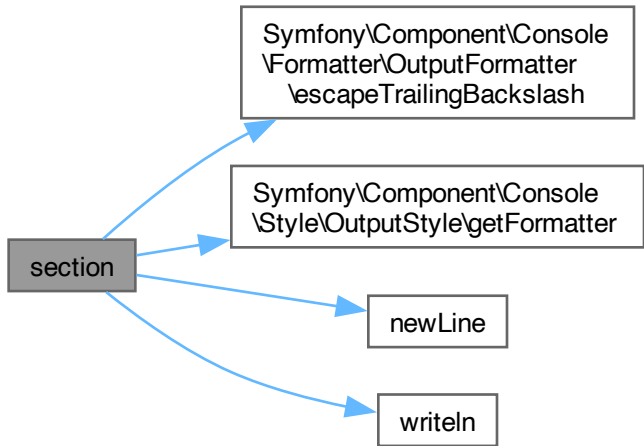 Symfony\Component\Console
\Formatter\OutputFormatter
\escapeTrailingBackslash
Symfony\Component\Console
\Style\OutputStyle\getFormatter
section
newLine
writeln